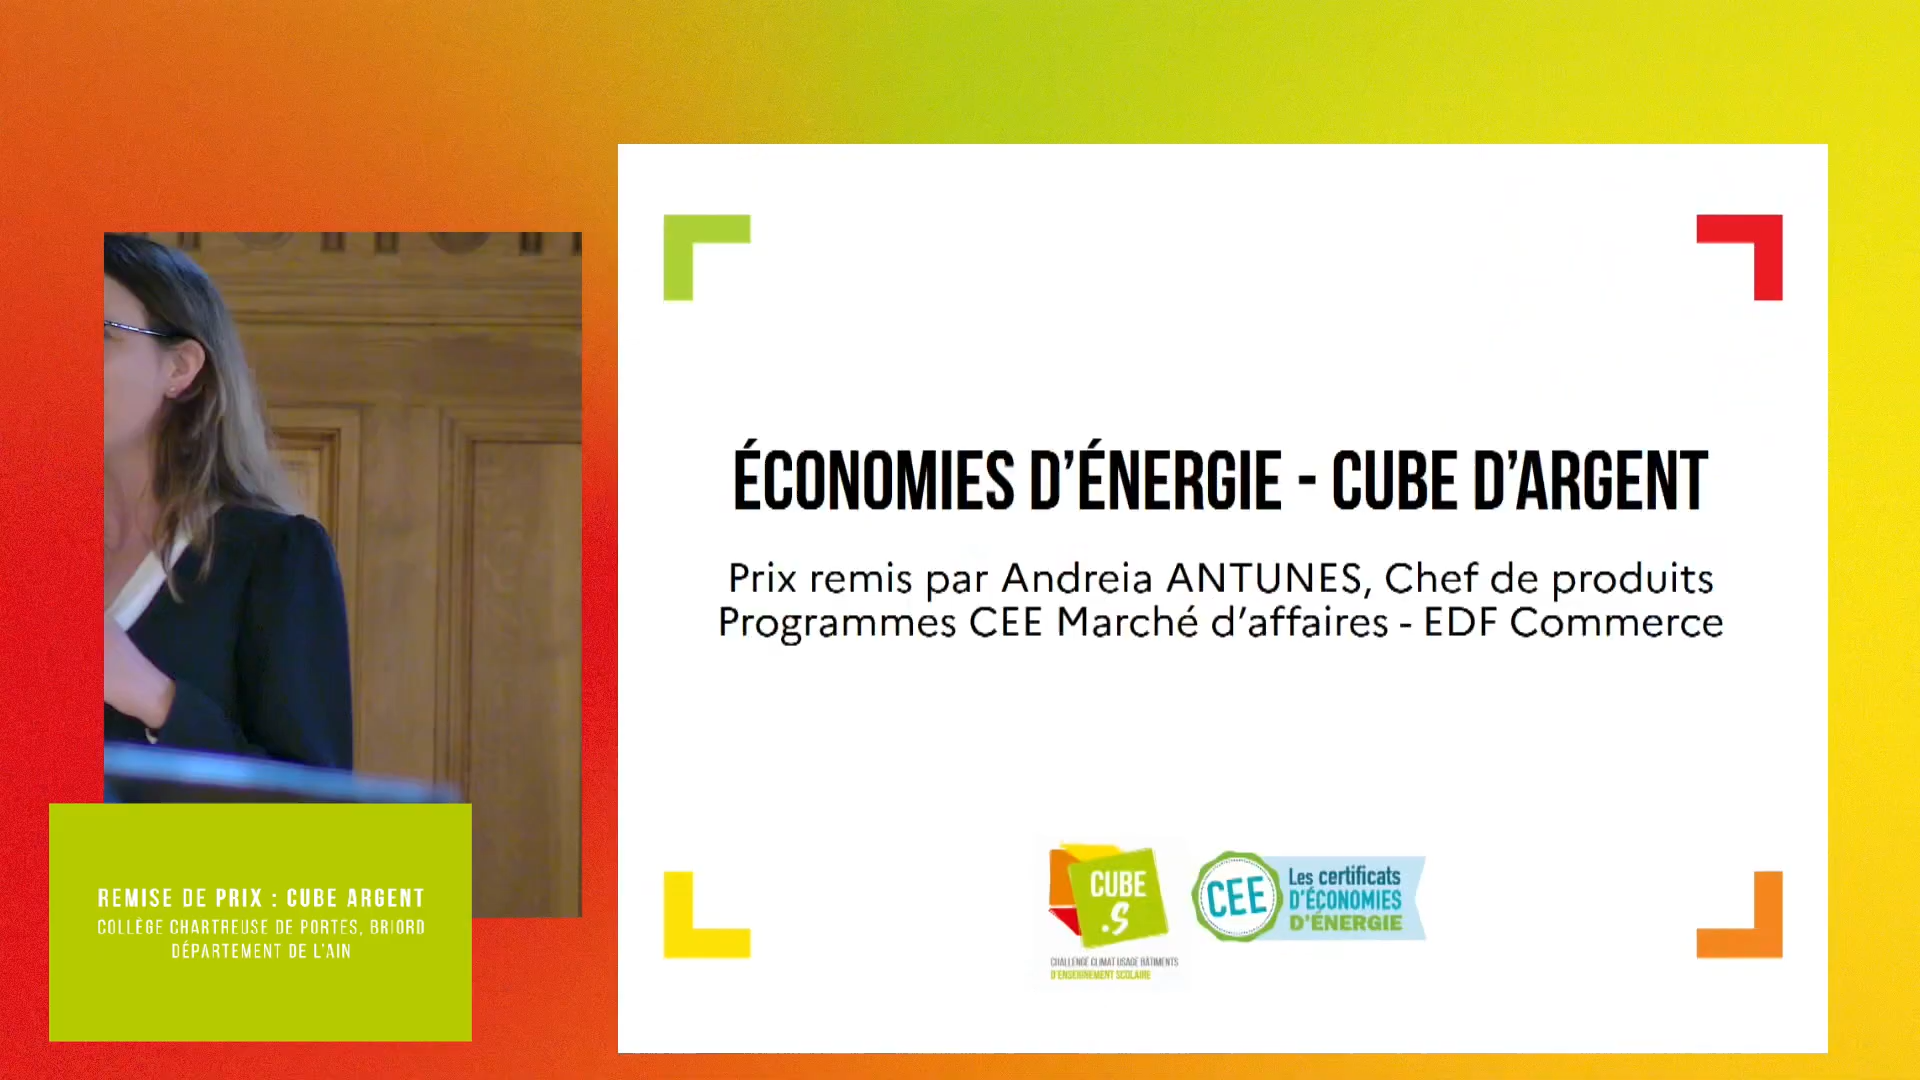 ÉCONOMIES D'ÉNERGIE - CUBE D'ARGENT
Prix remis par Andreia ANTUNES, Chef de produits
Programmes CEE Marché d'affaires - EDF Commerce
CUBE
.S
CHALLENGE CLIMAT USAGE BÂTIMENTS
D'ENSEIGNEMENT SCOLAIRE
CEE
Les certificats
D'ÉCONOMIES
D'ÉNERGIE
REMISE DE PRIX : CUBE ARGENT
COLLÈGE CHARTREUSE DE PORTES, BRIORD
DÉPARTEMENT DE L'AIN